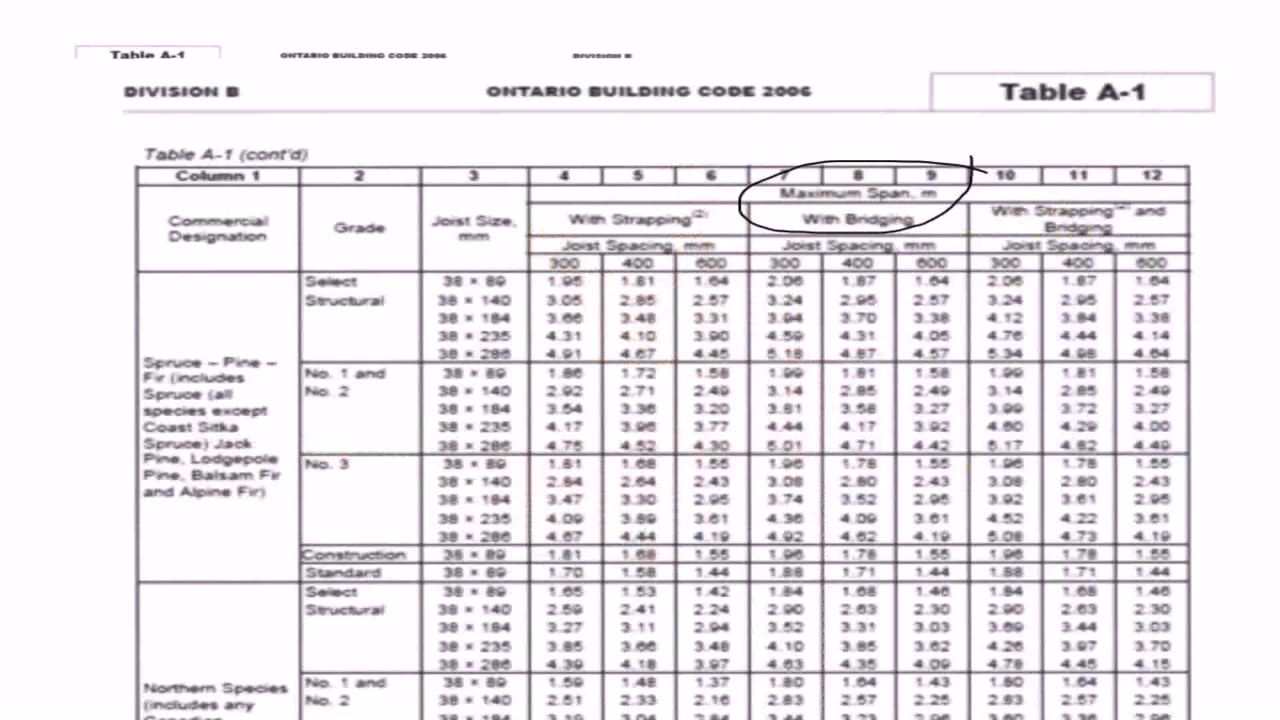 Table A-1 ONTARIO BUILDING CODE 2006 DIVISION B
DIVISION B ONTARIO BUILDING CODE 2006 Table A-1
Table A-1 (cont'd)
Column 1 2 3 4 5 6 7 8 9 10 11 12
Commercial Designation Grade Joist Size, mm Maximum Span, m
With Strapping(2) With Bridging With Strapping(2) and Bridging
Joist Spacing, mm Joist Spacing, mm Joist Spacing, mm
300 400 600 300 400 600 300 400 600
Spruce – Pine – Fir (includes Spruce (all species except Coast Sitka Spruce) Jack Pine, Lodgepole Pine, Balsam Fir and Alpine Fir)
Select Structural
38 × 89 1.95 1.81 1.64 2.06 1.87 1.64 2.06 1.87 1.64
38 × 140 3.05 2.85 2.57 3.24 2.95 2.57 3.24 2.95 2.57
38 × 184 3.66 3.48 3.31 3.94 3.70 3.38 4.12 3.84 3.38
38 × 235 4.31 4.10 3.90 4.59 4.31 4.05 4.76 4.44 4.14
38 × 286 4.91 4.67 4.45 5.18 4.87 4.57 5.34 4.98 4.64
No. 1 and No. 2
38 × 89 1.86 1.72 1.58 1.99 1.81 1.58 1.99 1.81 1.58
38 × 140 2.92 2.71 2.49 3.14 2.85 2.49 3.14 2.85 2.49
38 × 184 3.54 3.36 3.20 3.81 3.58 3.27 3.99 3.72 3.27
38 × 235 4.17 3.96 3.77 4.44 4.17 3.92 4.60 4.29 4.00
38 × 286 4.75 4.52 4.30 5.01 4.71 4.42 5.17 4.82 4.49
No. 3
38 × 89 1.81 1.68 1.55 1.96 1.78 1.55 1.96 1.78 1.55
38 × 140 2.84 2.64 2.43 3.08 2.80 2.43 3.08 2.80 2.43
38 × 184 3.47 3.30 2.95 3.74 3.52 2.95 3.92 3.61 2.95
38 × 235 4.09 3.89 3.61 4.36 4.09 3.61 4.52 4.22 3.61
38 × 286 4.67 4.44 4.19 4.92 4.62 4.19 5.08 4.73 4.19
Construction 38 × 89 1.81 1.68 1.55 1.96 1.78 1.55 1.96 1.78 1.55
Standard 38 × 89 1.70 1.58 1.44 1.88 1.71 1.44 1.88 1.71 1.44
Northern Species (includes any
Select Structural
38 × 89 1.65 1.53 1.42 1.84 1.68 1.46 1.84 1.68 1.46
38 × 140 2.59 2.41 2.24 2.90 2.63 2.30 2.90 2.63 2.30
38 × 184 3.27 3.11 2.94 3.52 3.31 3.03 3.69 3.44 3.03
38 × 235 3.85 3.66 3.48 4.10 3.85 3.62 4.26 3.97 3.70
38 × 286 4.39 4.18 3.97 4.63 4.35 4.09 4.78 4.45 4.15
No. 1 and No. 2
38 × 89 1.59 1.48 1.37 1.80 1.64 1.43 1.80 1.64 1.43
38 × 140 2.51 2.33 2.16 2.83 2.57 2.25 2.83 2.57 2.25